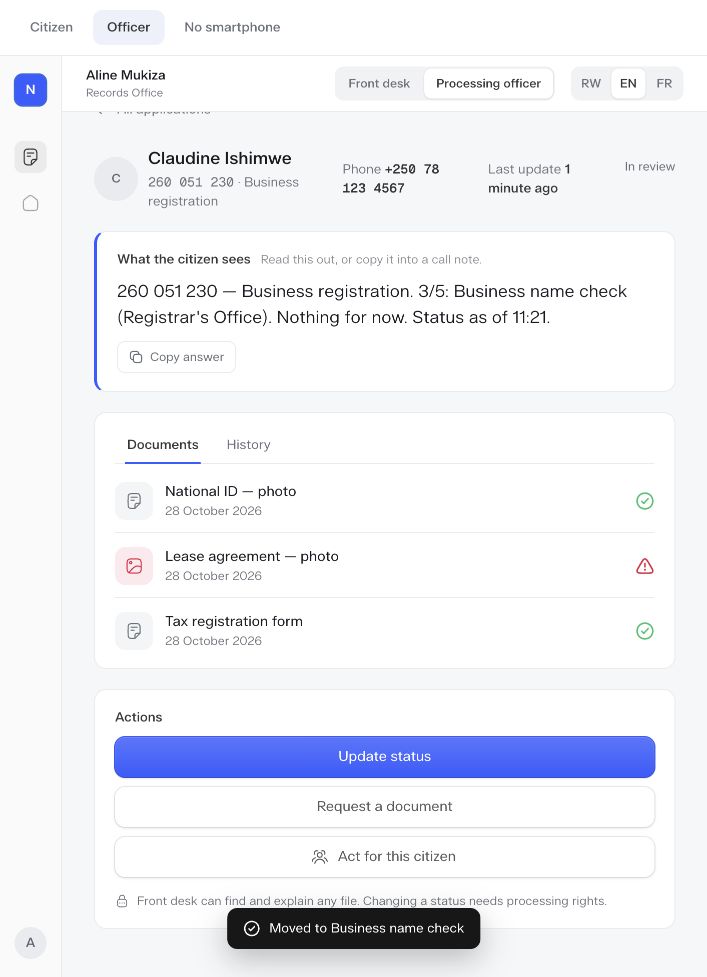 Citizen
Officer
No smartphone
N
Aline Mukiza
Records Office
Front desk
Processing officer
RW
EN
FR
All applications
C
Claudine Ishimwe
260 051 230 · Business
registration
Phone +250 78
123 4567
Last update 1
minute ago
In review
What the citizen sees
Read this out, or copy it into a call note.
260 051 230 — Business registration. 3/5: Business name check
(Registrar's Office). Nothing for now. Status as of 11:21.
Copy answer
Documents
History
National ID — photo
28 October 2026
Lease agreement — photo
28 October 2026
Tax registration form
28 October 2026
Actions
Update status
Request a document
Act for this citizen
Front desk can find and explain any file. Changing a status needs processing rights.
Moved to Business name check
A